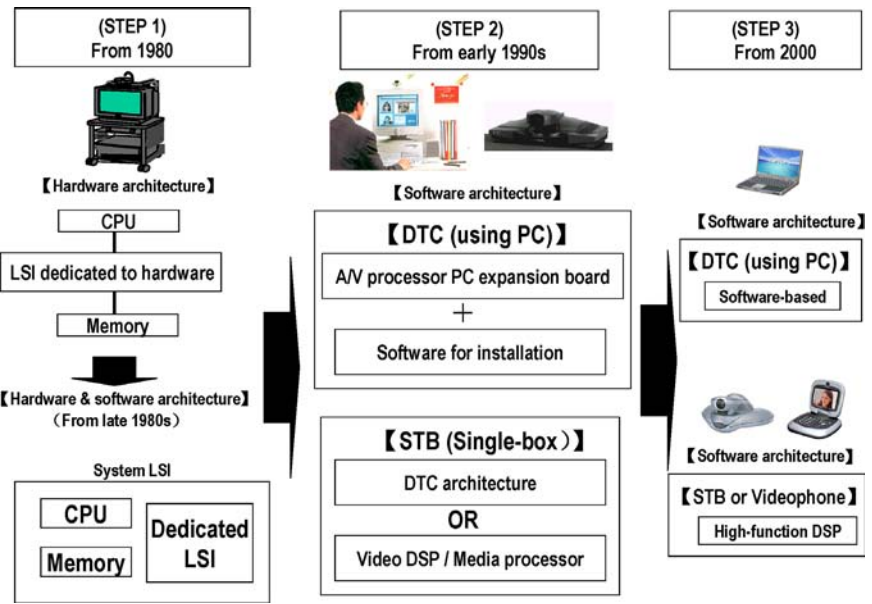 (STEP 1)
From 1980
【Hardware architecture】
CPU
LSI dedicated to hardware
Memory
【Hardware & software architecture】
（From late 1980s）
System LSI
CPU
Memory
Dedicated
LSI
(STEP 2)
From early 1990s
【Software architecture】
【DTC (using PC)】
A/V processor PC expansion board
+
Software for installation
【STB (Single-box）】
DTC architecture
OR
Video DSP / Media processor
(STEP 3)
From 2000
【Software architecture】
【DTC (using PC)】
Software-based
【Software architecture】
【STB or Videophone】
High-function DSP